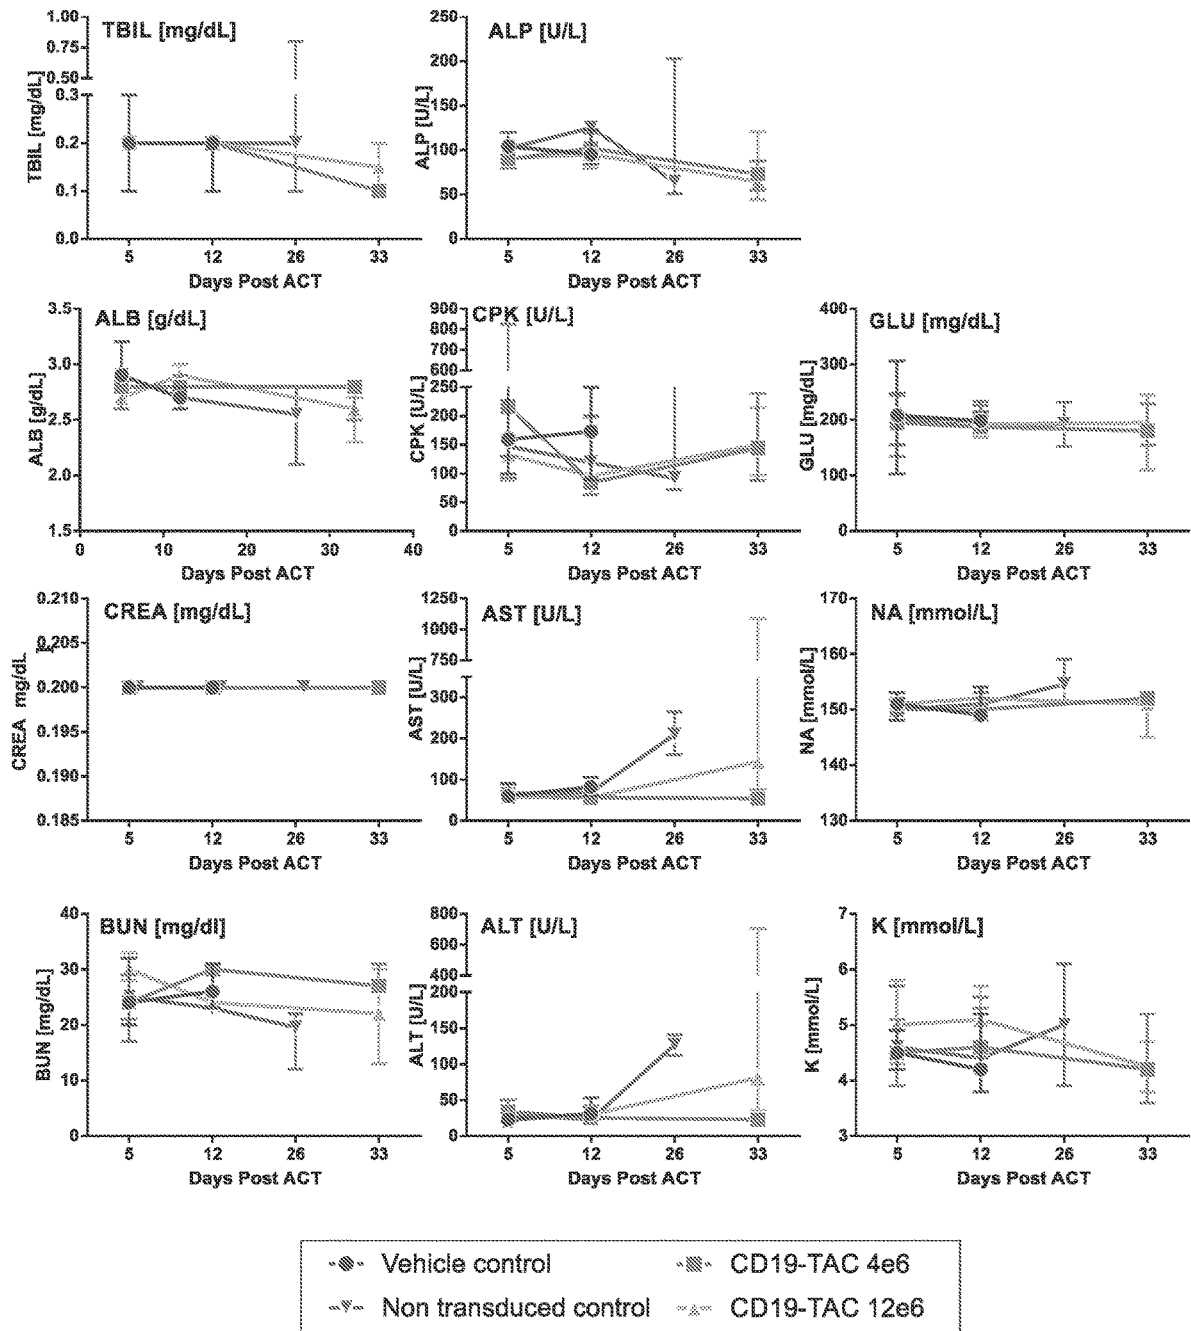 TBIL [mg/dL]
TBIL [mg/dL]
1.00
0.75
0.50
0.3
0.2
0.1
0.0
5 12 26 33
Days Post ACT
ALP [U/L]
ALP [U/L]
250
200
150
100
50
0
5 12 26 33
Days Post ACT
ALB [g/dL]
ALB [g/dL]
3.5
3.0
2.5
2.0
1.5
0 10 20 30 40
Days Post ACT
CPK [U/L]
CPK [U/L]
900
800
700
600
250
200
150
100
50
0
5 12 26 33
Days Post ACT
GLU [mg/dL]
GLU [mg/dL]
400
300
200
100
0
5 12 26 33
Days Post ACT
CREA [mg/dL]
CREA mg/dL
0.210
0.205
0.200
0.195
0.190
0.185
5 12 26 33
Days Post ACT
AST [U/L]
AST [U/L]
1250
1000
750
300
200
100
0
5 12 26 33
Days Post ACT
NA [mmol/L]
NA [mmol/L]
170
160
150
140
130
5 12 26 33
Days Post ACT
BUN [mg/dl]
BUN [mg/dL]
40
30
20
10
0
5 12 26 33
Days Post ACT
ALT [U/L]
ALT [U/L]
800
600
400
200
150
100
50
0
5 12 26 33
Days Post ACT
K [mmol/L]
K [mmol/L]
7
6
5
4
3
5 12 26 33
Days Post ACT
Vehicle control
CD19-TAC 4e6
Non transduced control
CD19-TAC 12e6